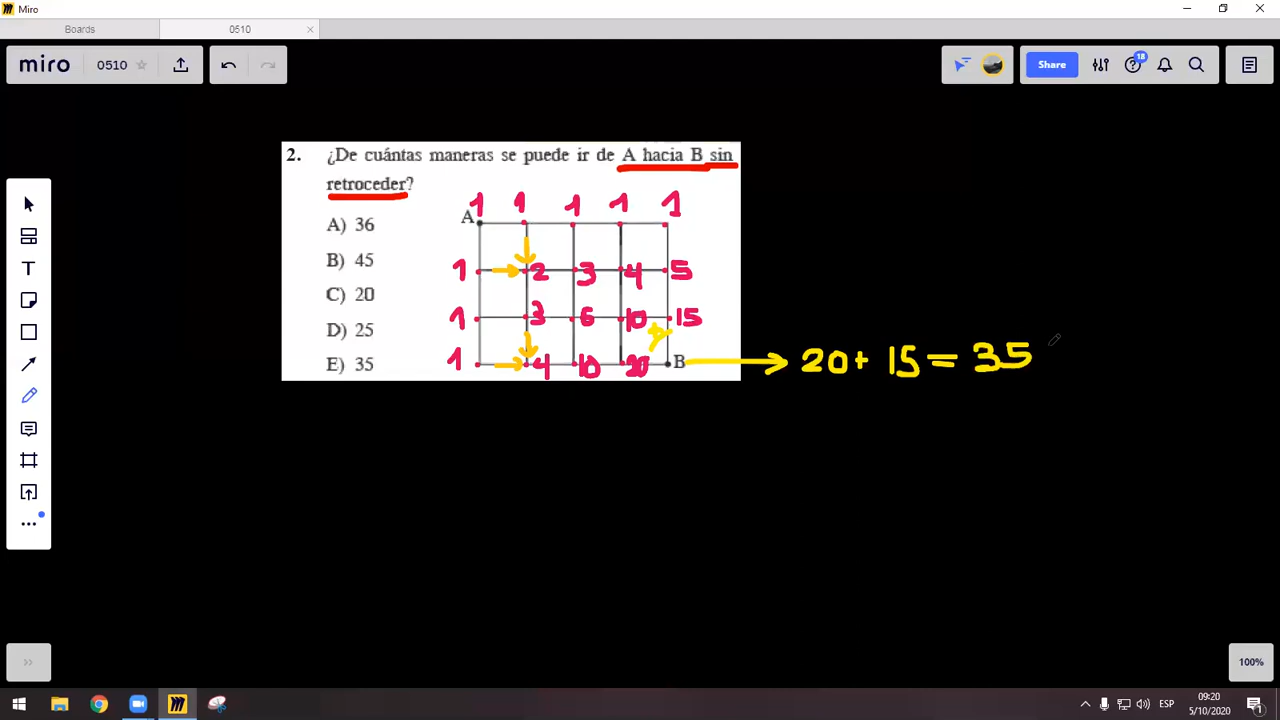 Miro
Boards
0510
miro
0510
Share
18
2. ¿De cuántas maneras se puede ir de A hacia B sin
retroceder?
1 1 1 1 1
A
A) 36
1 2 3 4 5
B) 45
C) 20
1 3 6 10 15
D) 25
E) 35
1 4 10 20 B
20 + 15 = 35
100%
ESP
09:20
5/10/2020
1